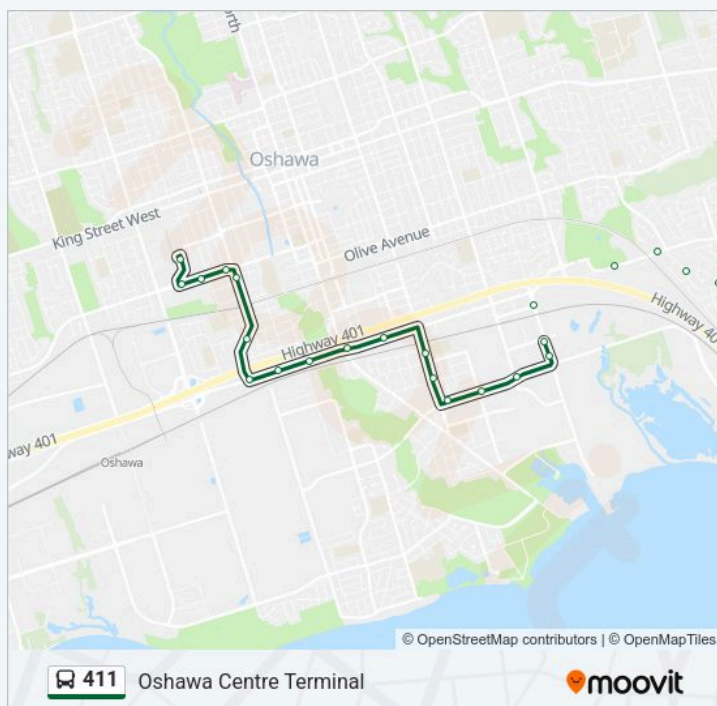 orth
Oshawa
King Street West
Olive Avenue
Highway 401
Highway 40
way 401
Oshawa
© OpenStreetMap contributors | © OpenMapTiles
411 Oshawa Centre Terminal
moovit